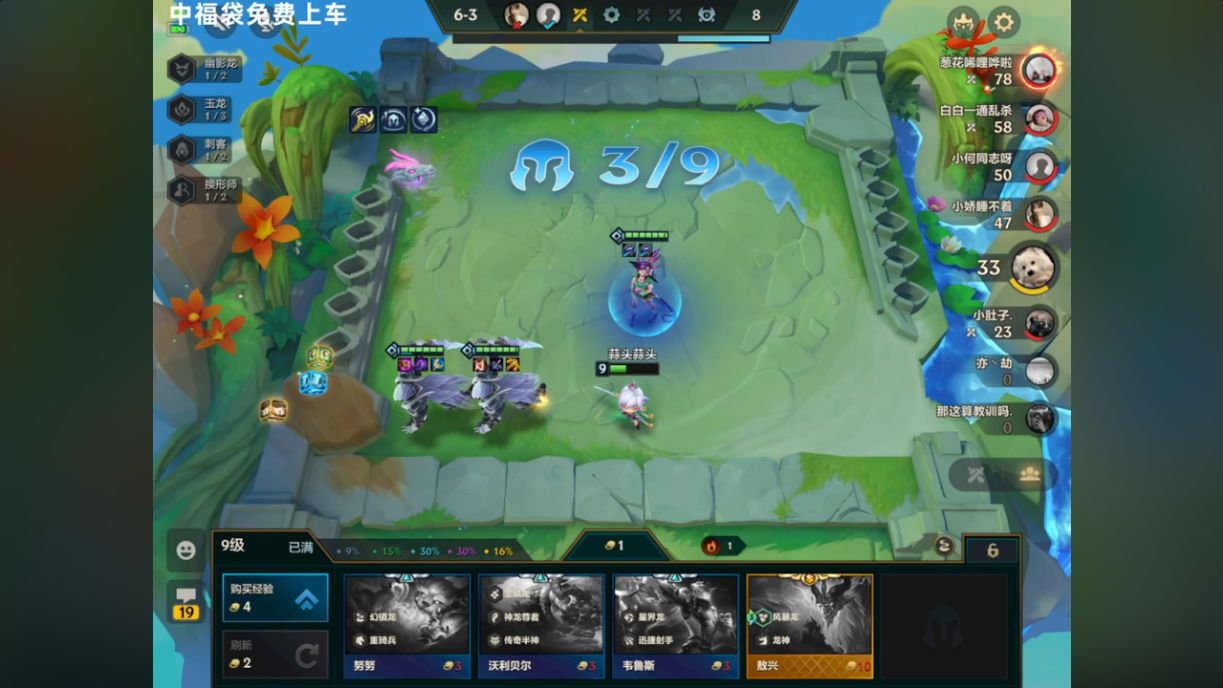 中福袋免费上车
6-3
8
幽影龙
1/2
玉龙
1/3
刺客
1/2
换形师
1/2
3/9
葱花唏哩哗啦
78
白白一通乱杀
58
小何同志呀
50
小娇睡不着
47
33
小肚子.
23
亦丶劫
0
那这算教训吗.
0
蒜头蒜头
9
9级
已满
9%
15%
30%
30%
16%
1
1
6
购买经验
4
刷新
2
19
幻镜龙
重骑兵
努努
3
神龙尊者
传奇半神
沃利贝尔
3
星界龙
迅捷射手
韦鲁斯
3
风暴龙
龙神
敖兴
10